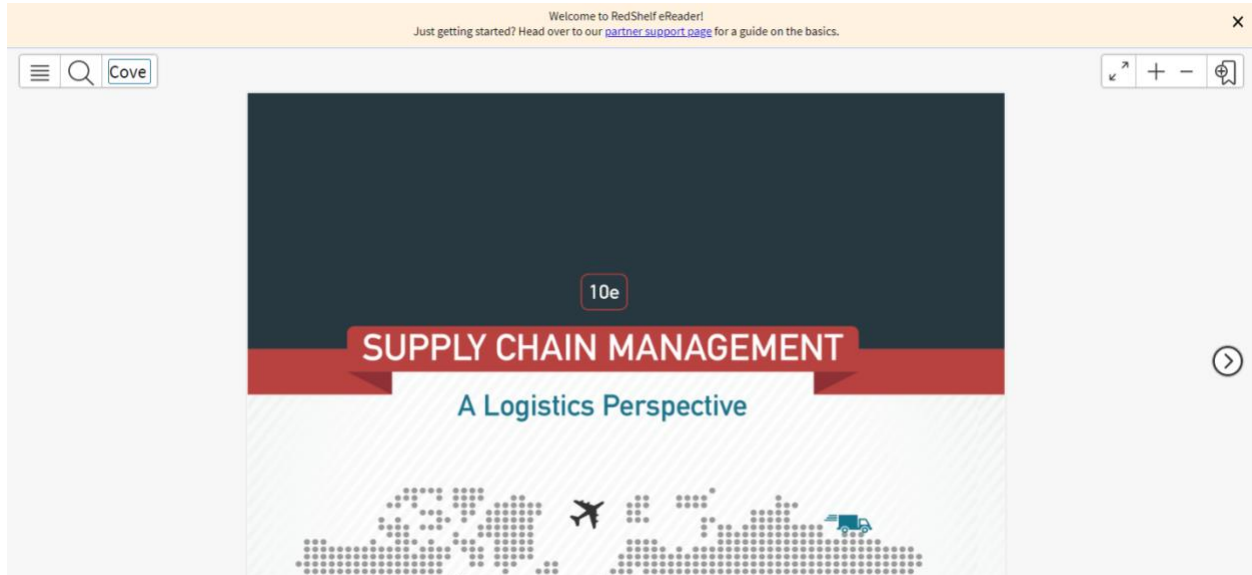 Welcome to RedShelf eReader!
Just getting started? Head over to our partner support page for a guide on the basics.
Cove
10e
SUPPLY CHAIN MANAGEMENT
A Logistics Perspective